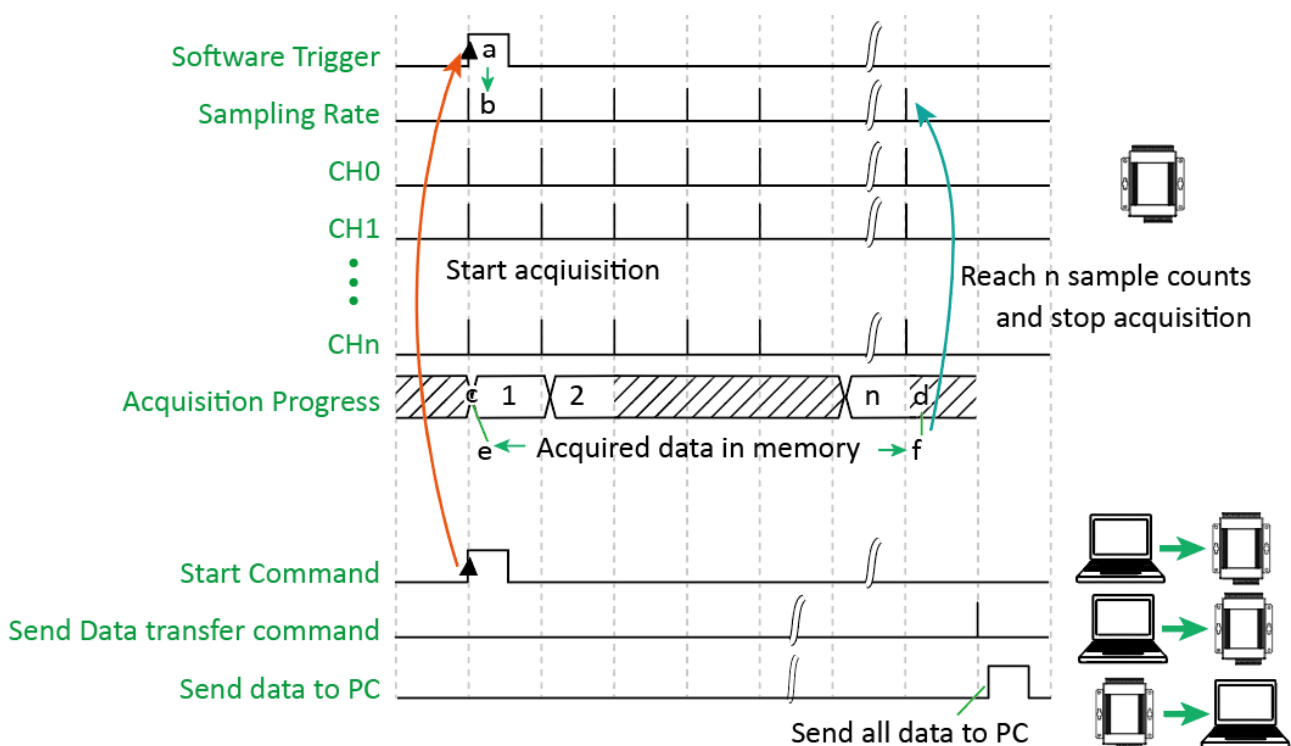 Software Trigger
a
Sampling Rate
b
CH0
CH1
Start acqiuisition
Reach n sample counts
and stop acquisition
CHn
Acquisition Progress
c 1 2 n d
e Acquired data in memory f
Start Command
Send Data transfer command
Send data to PC
Send all data to PC